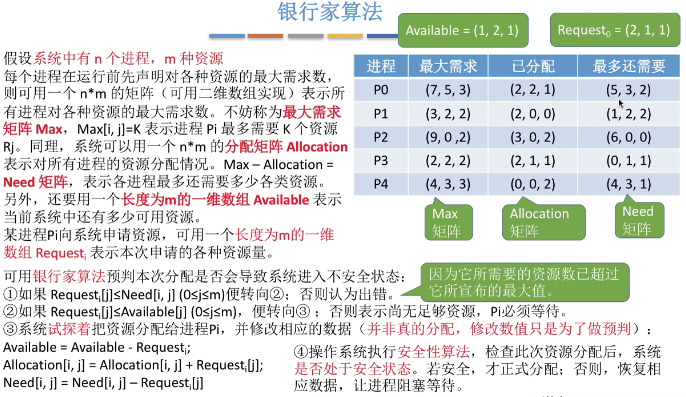 银行家算法
Available = (1, 2, 1)
Request0 = (2, 1, 1)
假设系统中有 n 个进程，m 种资源
每个进程在运行前先声明对各种资源的最大需求数，
则可用一个 n*m 的矩阵（可用二维数组实现）表示所
有进程对各种资源的最大需求数。不妨称为最大需求
矩阵 Max，Max[i, j]=K 表示进程 Pi 最多需要 K 个资源
Rj。同理，系统可以用一个 n*m 的分配矩阵 Allocation
表示对所有进程的资源分配情况。Max – Allocation =
Need 矩阵，表示各进程最多还需要多少各类资源。
另外，还要用一个长度为m的一维数组 Available 表示
当前系统中还有多少可用资源。
某进程Pi向系统申请资源，可用一个长度为m的一维
数组 Requesti 表示本次申请的各种资源量。
进程 最大需求 已分配 最多还需要
P0 (7, 5, 3) (2, 2, 1) (5, 3, 2)
P1 (3, 2, 2) (2, 0, 0) (1, 2, 2)
P2 (9, 0 ,2) (3, 0, 2) (6, 0, 0)
P3 (2, 2, 2) (2, 1, 1) (0, 1, 1)
P4 (4, 3, 3) (0, 0, 2) (4, 3, 1)
Max
矩阵
Allocation
矩阵
Need
矩阵
可用银行家算法预判本次分配是否会导致系统进入不安全状态：
①如果 Requesti[j]≤Need[i, j] (0≤j≤m)便转向②；否则认为出错。
因为它所需要的资源数已超过
它所宣布的最大值。
②如果 Requesti[j]≤Available[j] (0≤j≤m)，便转向③；否则表示尚无足够资源，Pi必须等待。
③系统试探着把资源分配给进程Pi，并修改相应的数据（并非真的分配，修改数值只是为了做预判）：
Available = Available - Requesti;
Allocation[i, j] = Allocation[i, j] + Requesti[j];
Need[i, j] = Need[i, j] – Requesti[j]
④操作系统执行安全性算法，检查此次资源分配后，系统
是否处于安全状态。若安全，才正式分配；否则，恢复相
应数据，让进程阻塞等待。